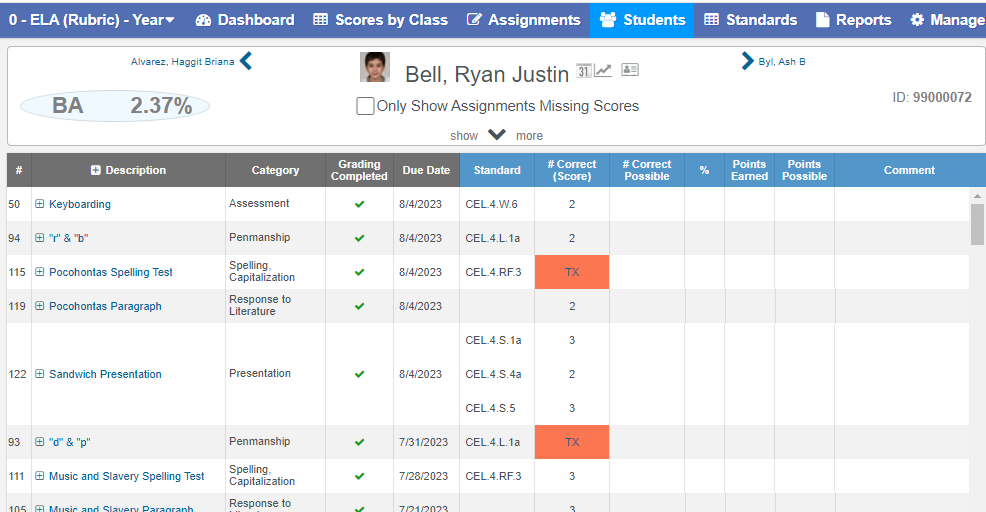 0 - ELA (Rubric) - Year Dashboard Scores by Class Assignments Students Standards Reports Manage
Alvarez, Haggit Briana
Bell, Ryan Justin 31
Byl, Ash B
BA 2.37%
Only Show Assignments Missing Scores
ID: 99000072
show more
# Description Category Grading Completed Due Date Standard # Correct (Score) # Correct Possible % Points Earned Points Possible Comment
50 Keyboarding Assessment 8/4/2023 CEL.4.W.6 2
94 "r" & "b" Penmanship 8/4/2023 CEL.4.L.1a 2
115 Pocohontas Spelling Test Spelling, Capitalization 8/4/2023 CEL.4.RF.3 TX
119 Pocohontas Paragraph Response to Literature 8/4/2023 2
CEL.4.S.1a 3
122 Sandwich Presentation Presentation 8/4/2023 CEL.4.S.4a 2
CEL.4.S.5 3
93 "d" & "p" Penmanship 7/31/2023 CEL.4.L.1a TX
111 Music and Slavery Spelling Test Spelling, Capitalization 7/28/2023 CEL.4.RF.3 3
105 Music and Slavery Paragraph Response to 7/21/2023 3